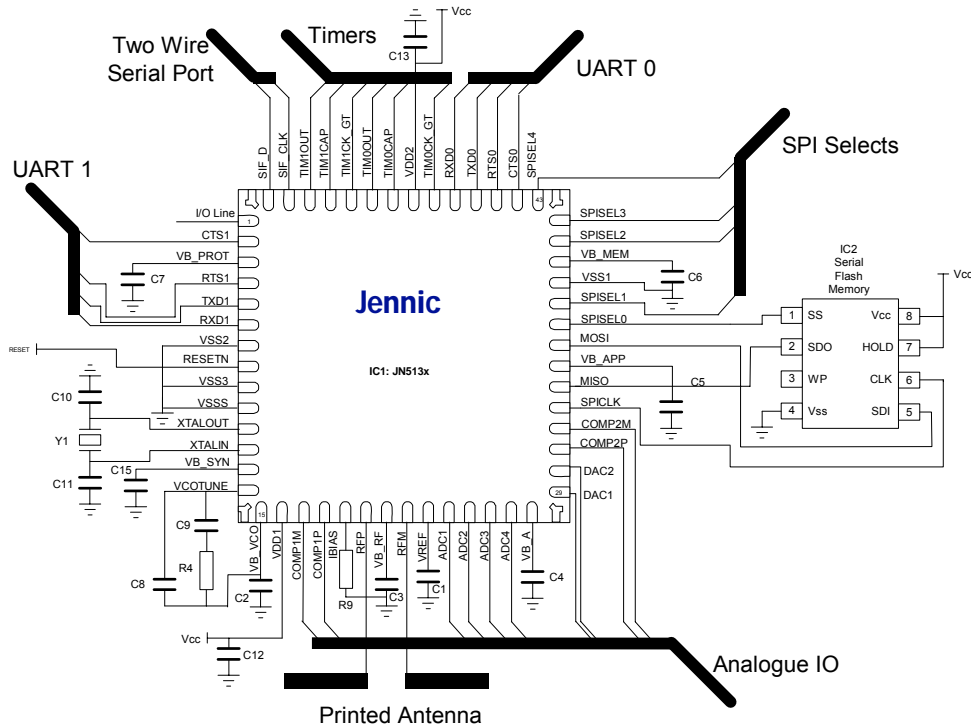 Vcc
Two Wire
Serial Port
Timers
C13
UART 0
SIF_D
SIF_CLK
TIM1OUT
TIM1CAP
TIM1CK_GT
TIM0OUT
TIM0CAP
VDD2
TIM0CK_GT
RXD0
TXD0
RTS0
CTS0
SPISEL4
SPI Selects
UART 1
43
I/O Line
1
CTS1
VB_PROT
C7
RTS1
TXD1
RXD1
VSS2
RESET
RESETN
VSS3
C10
VSSS
XTALOUT
Y1
XTALIN
VB_SYN
C15
C11
VCOTUNE
Jennic
IC1: JN513x
SPISEL3
SPISEL2
VB_MEM
C6
VSS1
SPISEL1
SPISEL0
MOSI
VB_APP
C5
MISO
SPICLK
COMP2M
COMP2P
DAC2
29
DAC1
IC2
Serial
Flash
Memory
Vcc
1 SS Vcc 8
2 SDO HOLD 7
3 WP CLK 6
4 Vss SDI 5
15
C9
C8
R4
VB_VCO
C2
VDD1
COMP1M
COMP1P
IBIAS
R9
RFP
VB_RF
C3
RFM
VREF
C1
ADC1
ADC2
ADC3
ADC4
VB_A
C4
Vcc
C12
Analogue IO
Printed Antenna